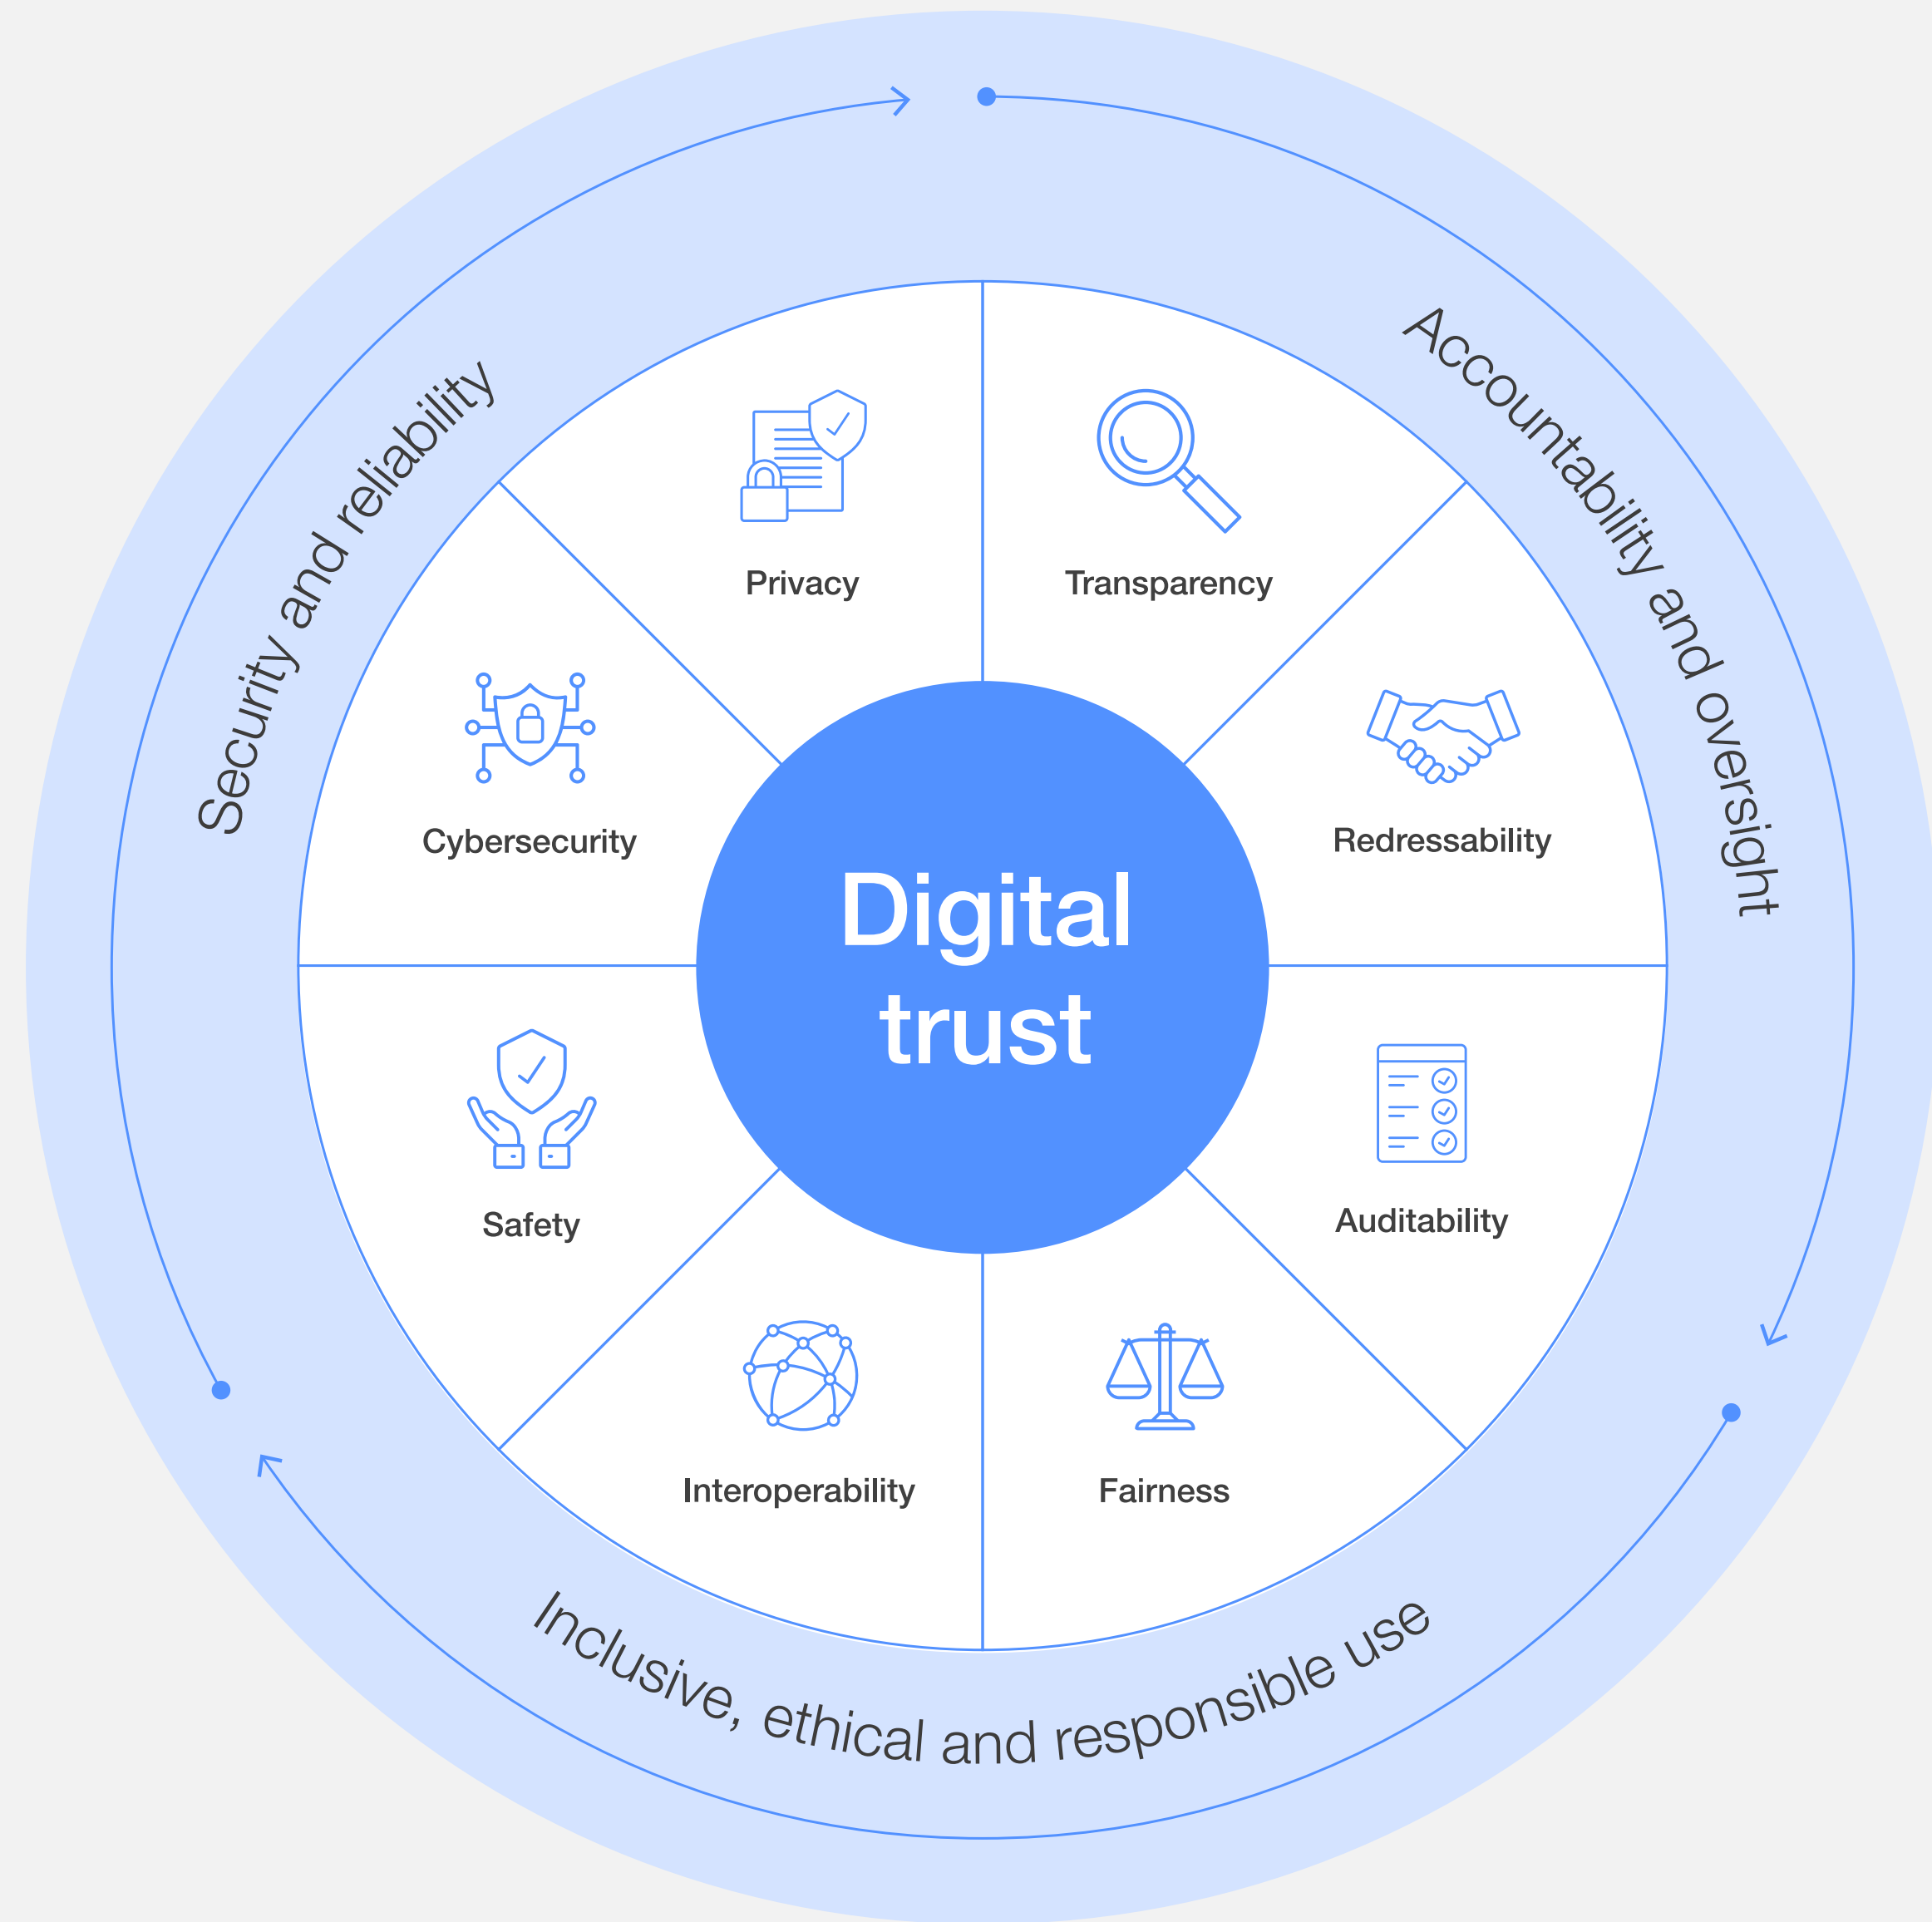 Security and reliability
Accountability and oversight
Privacy
Transparency
Cybersecurity
Redressability
Digital
trust
Safety
Auditability
Interoperability
Fairness
Inclusive, ethical and responsible use